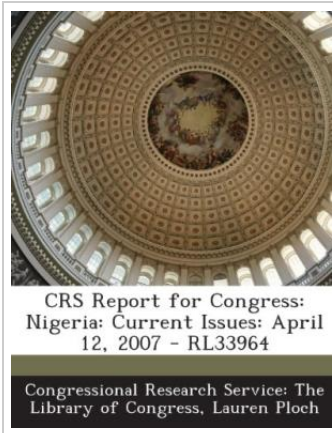 CRS Report for Congress:
Nigeria: Current Issues: April
12, 2007 - RL33964
Congressional Research Service: The
Library of Congress, Lauren Ploch